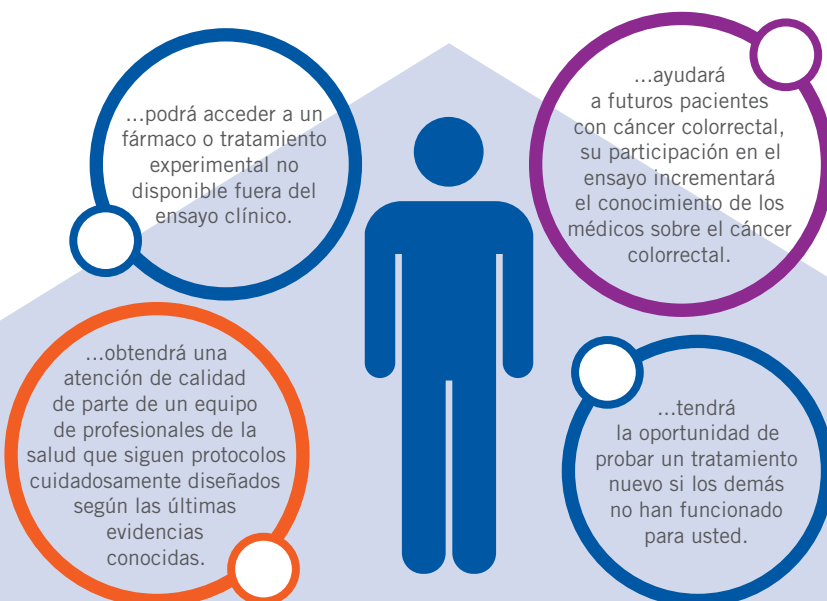 ...podrá acceder a un
fármaco o tratamiento
experimental no
disponible fuera del
ensayo clínico.
...ayudará
a futuros pacientes
con cáncer colorrectal,
su participación en el
ensayo incrementará
el conocimiento de los
médicos sobre el cáncer
colorrectal.
...obtendrá una
atención de calidad
de parte de un equipo
de profesionales de la
salud que siguen protocolos
cuidadosamente diseñados
según las últimas
evidencias
conocidas.
...tendrá
la oportunidad de
probar un tratamiento
nuevo si los demás
no han funcionado
para usted.